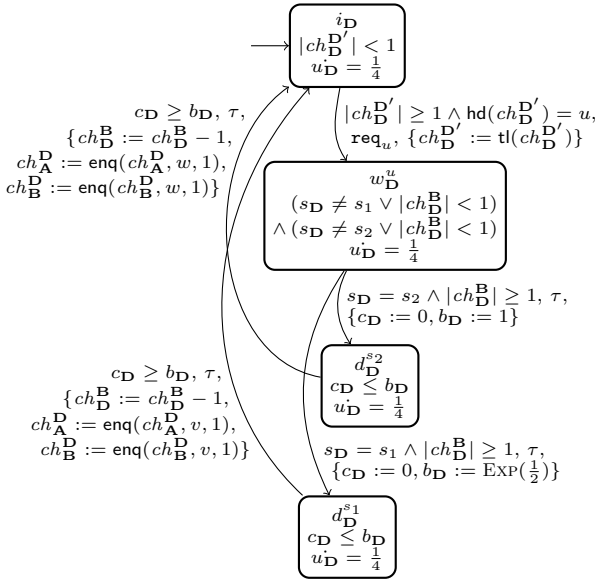 i_D
|ch_D^{D′}| < 1
u̇_D = 1/4
c_D ≥ b_D, τ,
{ch_D^B := ch_D^B − 1,
ch_A^D := enq(ch_A^D, w, 1),
ch_B^D := enq(ch_B^D, w, 1)}
|ch_D^{D′}| ≥ 1 ∧ hd(ch_D^{D′}) = u,
req_u, {ch_D^{D′} := tl(ch_D^{D′})}
w_D^u
(s_D ≠ s_1 ∨ |ch_D^B| < 1)
∧ (s_D ≠ s_2 ∨ |ch_D^B| < 1)
u̇_D = 1/4
s_D = s_2 ∧ |ch_D^B| ≥ 1, τ,
{c_D := 0, b_D := 1}
d_D^{s_2}
c_D ≤ b_D
u̇_D = 1/4
c_D ≥ b_D, τ,
{ch_D^B := ch_D^B − 1,
ch_A^D := enq(ch_A^D, v, 1),
ch_B^D := enq(ch_B^D, v, 1)}
s_D = s_1 ∧ |ch_D^B| ≥ 1, τ,
{c_D := 0, b_D := EXP(1/2)}
d_D^{s_1}
c_D ≤ b_D
u̇_D = 1/4